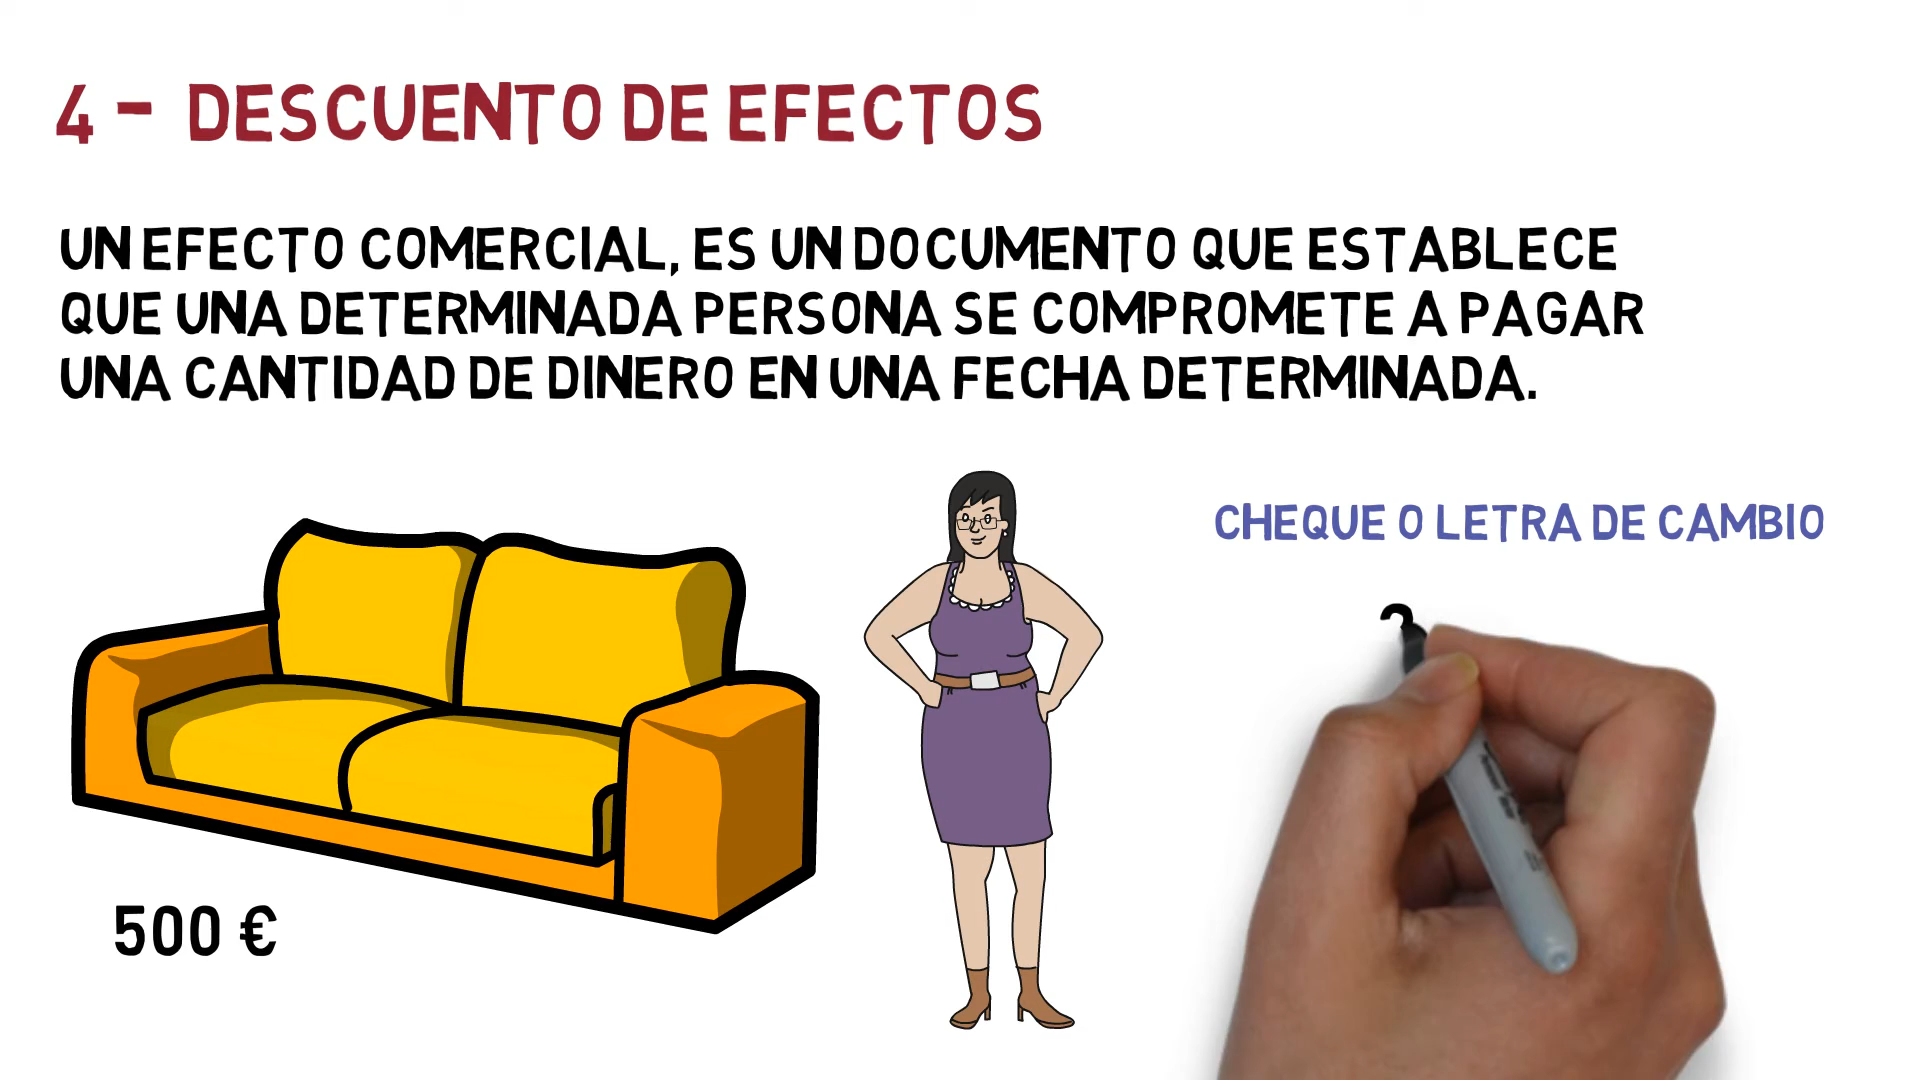 4 - DESCUENTO DE EFECTOS
UN EFECTO COMERCIAL, ES UN DOCUMENTO QUE ESTABLECE
QUE UNA DETERMINADA PERSONA SE COMPROMETE A PAGAR
UNA CANTIDAD DE DINERO EN UNA FECHA DETERMINADA.
CHEQUE O LETRA DE CAMBIO
500 €